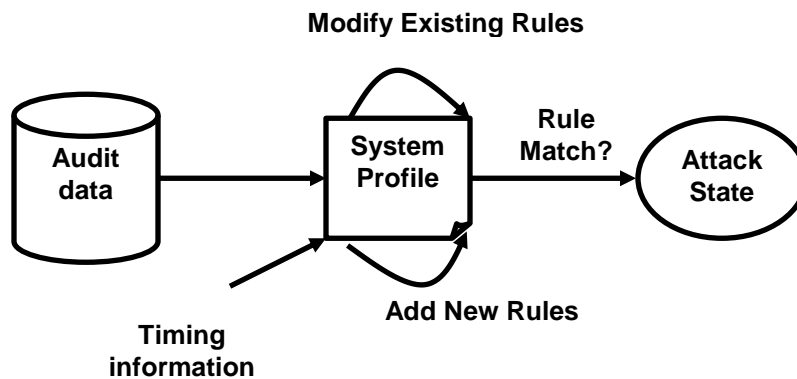 Modify Existing Rules
Audit
data
System
Profile
Rule
Match?
Attack
State
Add New Rules
Timing
information